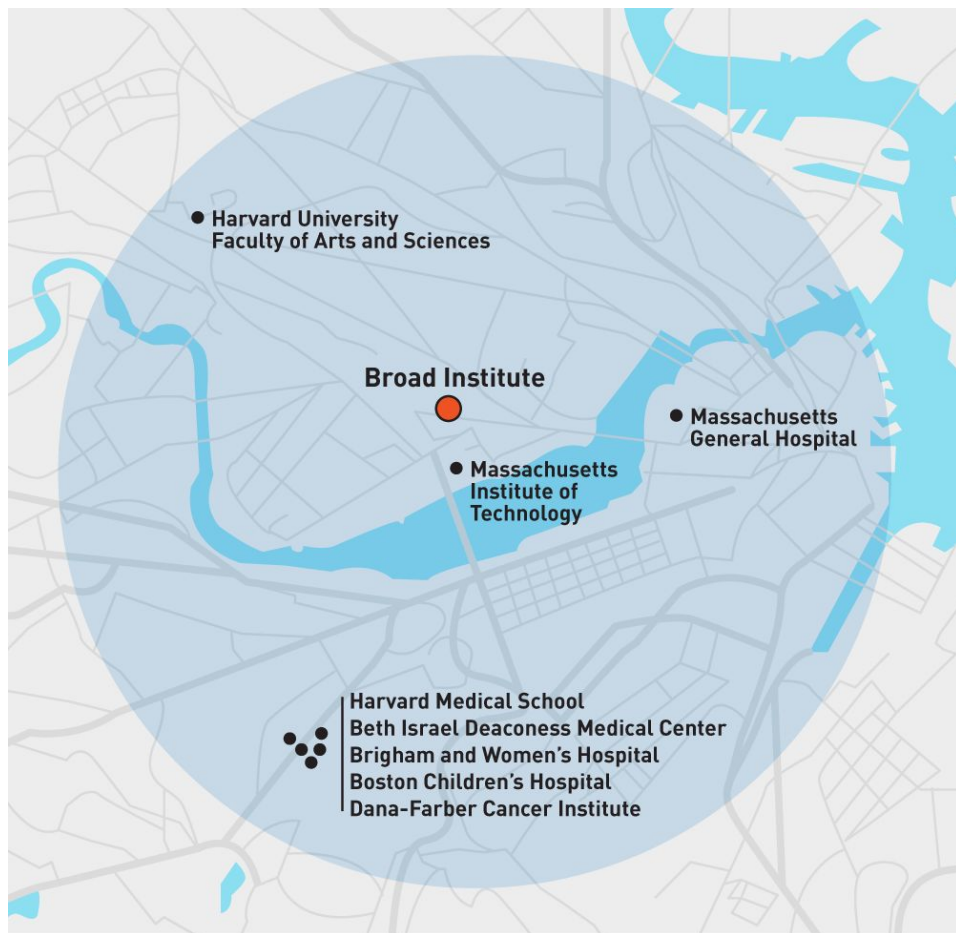 Harvard University
Faculty of Arts and Sciences
Broad Institute
Massachusetts
General Hospital
Massachusetts
Institute of
Technology
Harvard Medical School
Beth Israel Deaconess Medical Center
Brigham and Women’s Hospital
Boston Children’s Hospital
Dana-Farber Cancer Institute